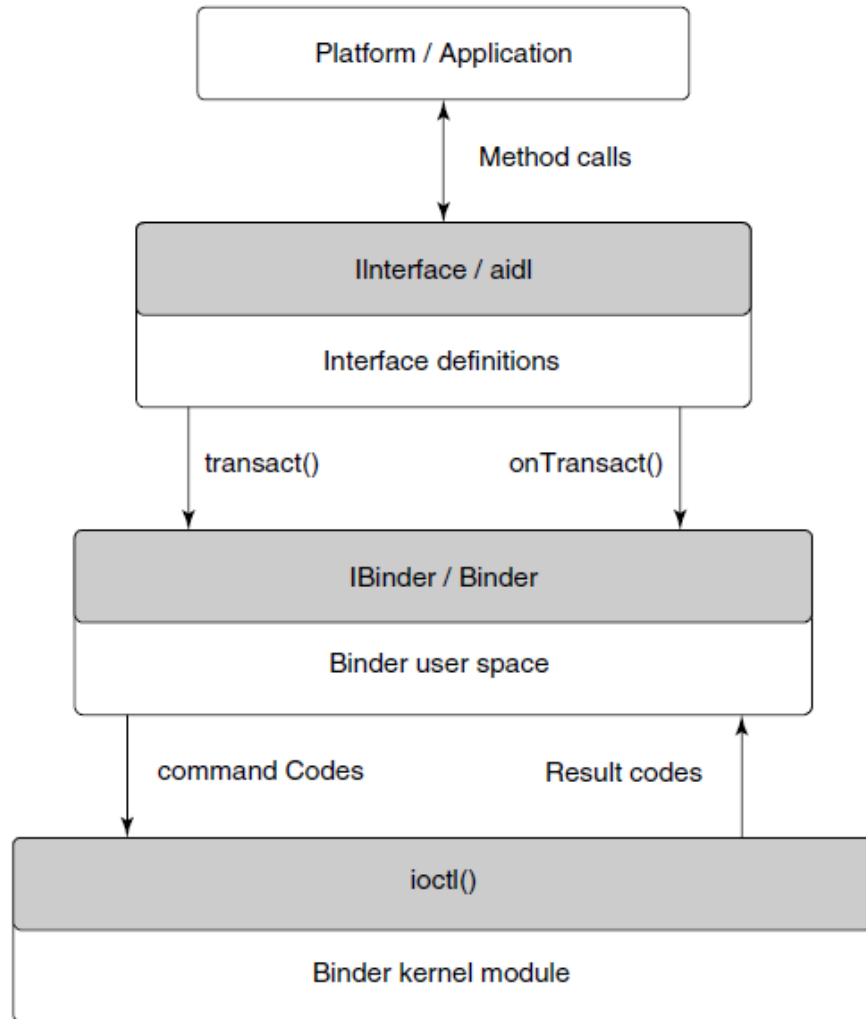 Platform / Application
Method calls
IInterface / aidl
Interface definitions
transact()
onTransact()
IBinder / Binder
Binder user space
command Codes
Result codes
ioctl()
Binder kernel module